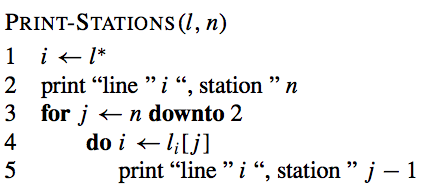 PRINT-STATIONS(l, n)
1 i ← l*
2 print “line ” i “, station ” n
3 for j ← n downto 2
4 do i ← lᵢ[j]
5 print “line ” i “, station ” j − 1